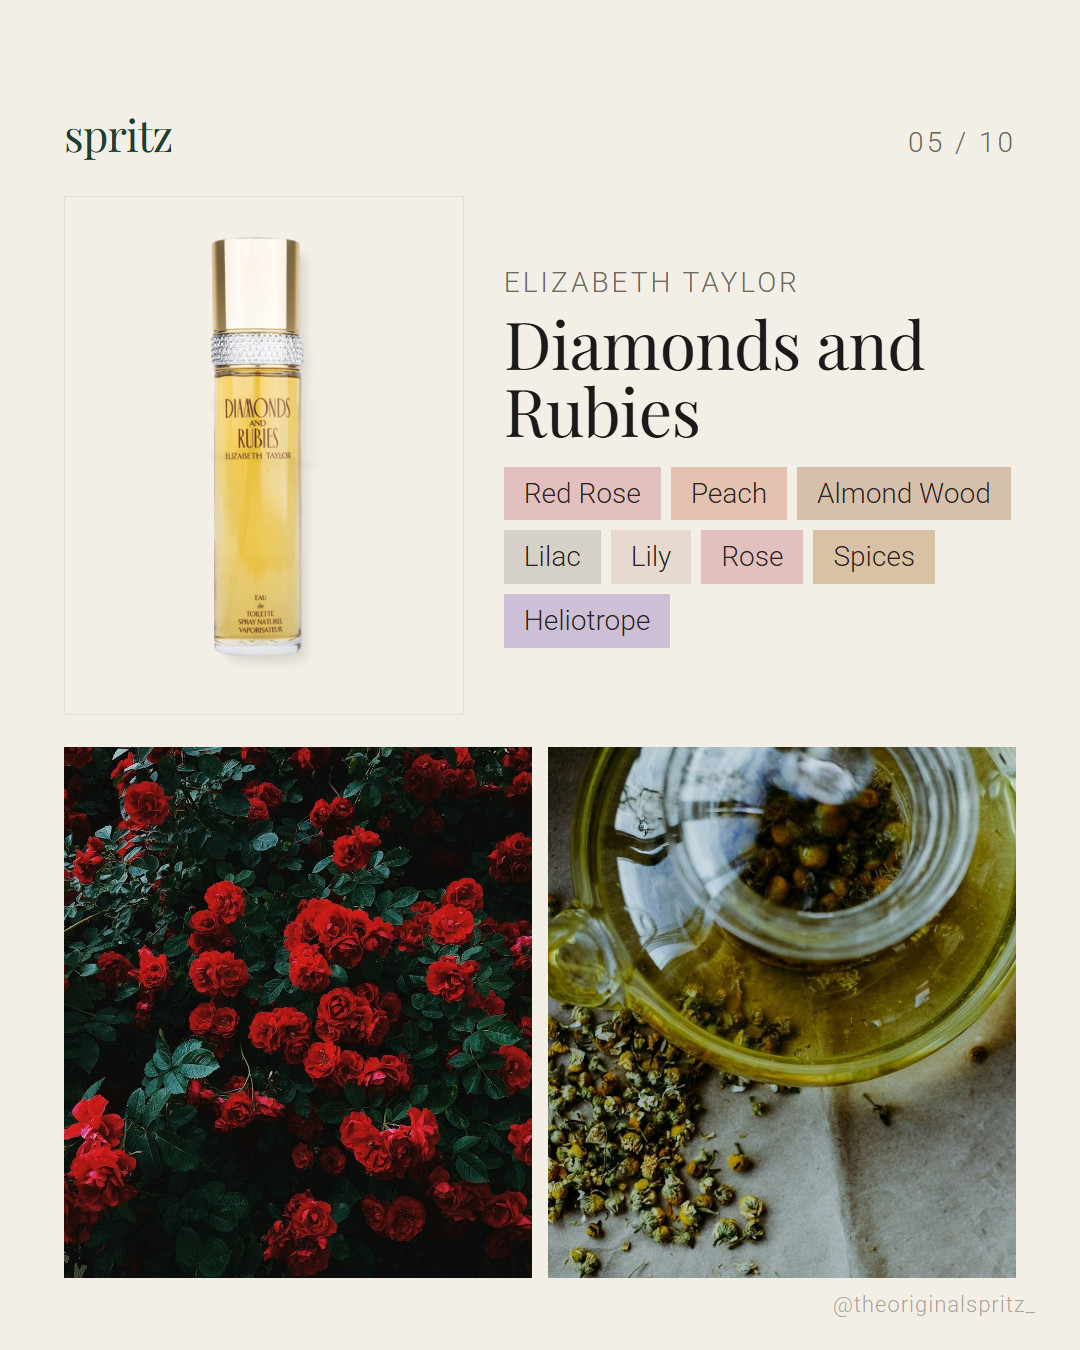 spritz
05 / 10
DIAMONDS
AND
RUBIES
ELIZABETH TAYLOR
EAU
de
TOILETTE
SPRAY NATUREL
VAPORISATEUR
ELIZABETH TAYLOR
Diamonds and
Rubies
Red Rose Peach Almond Wood
Lilac Lily Rose Spices
Heliotrope
@theoriginalspritz_